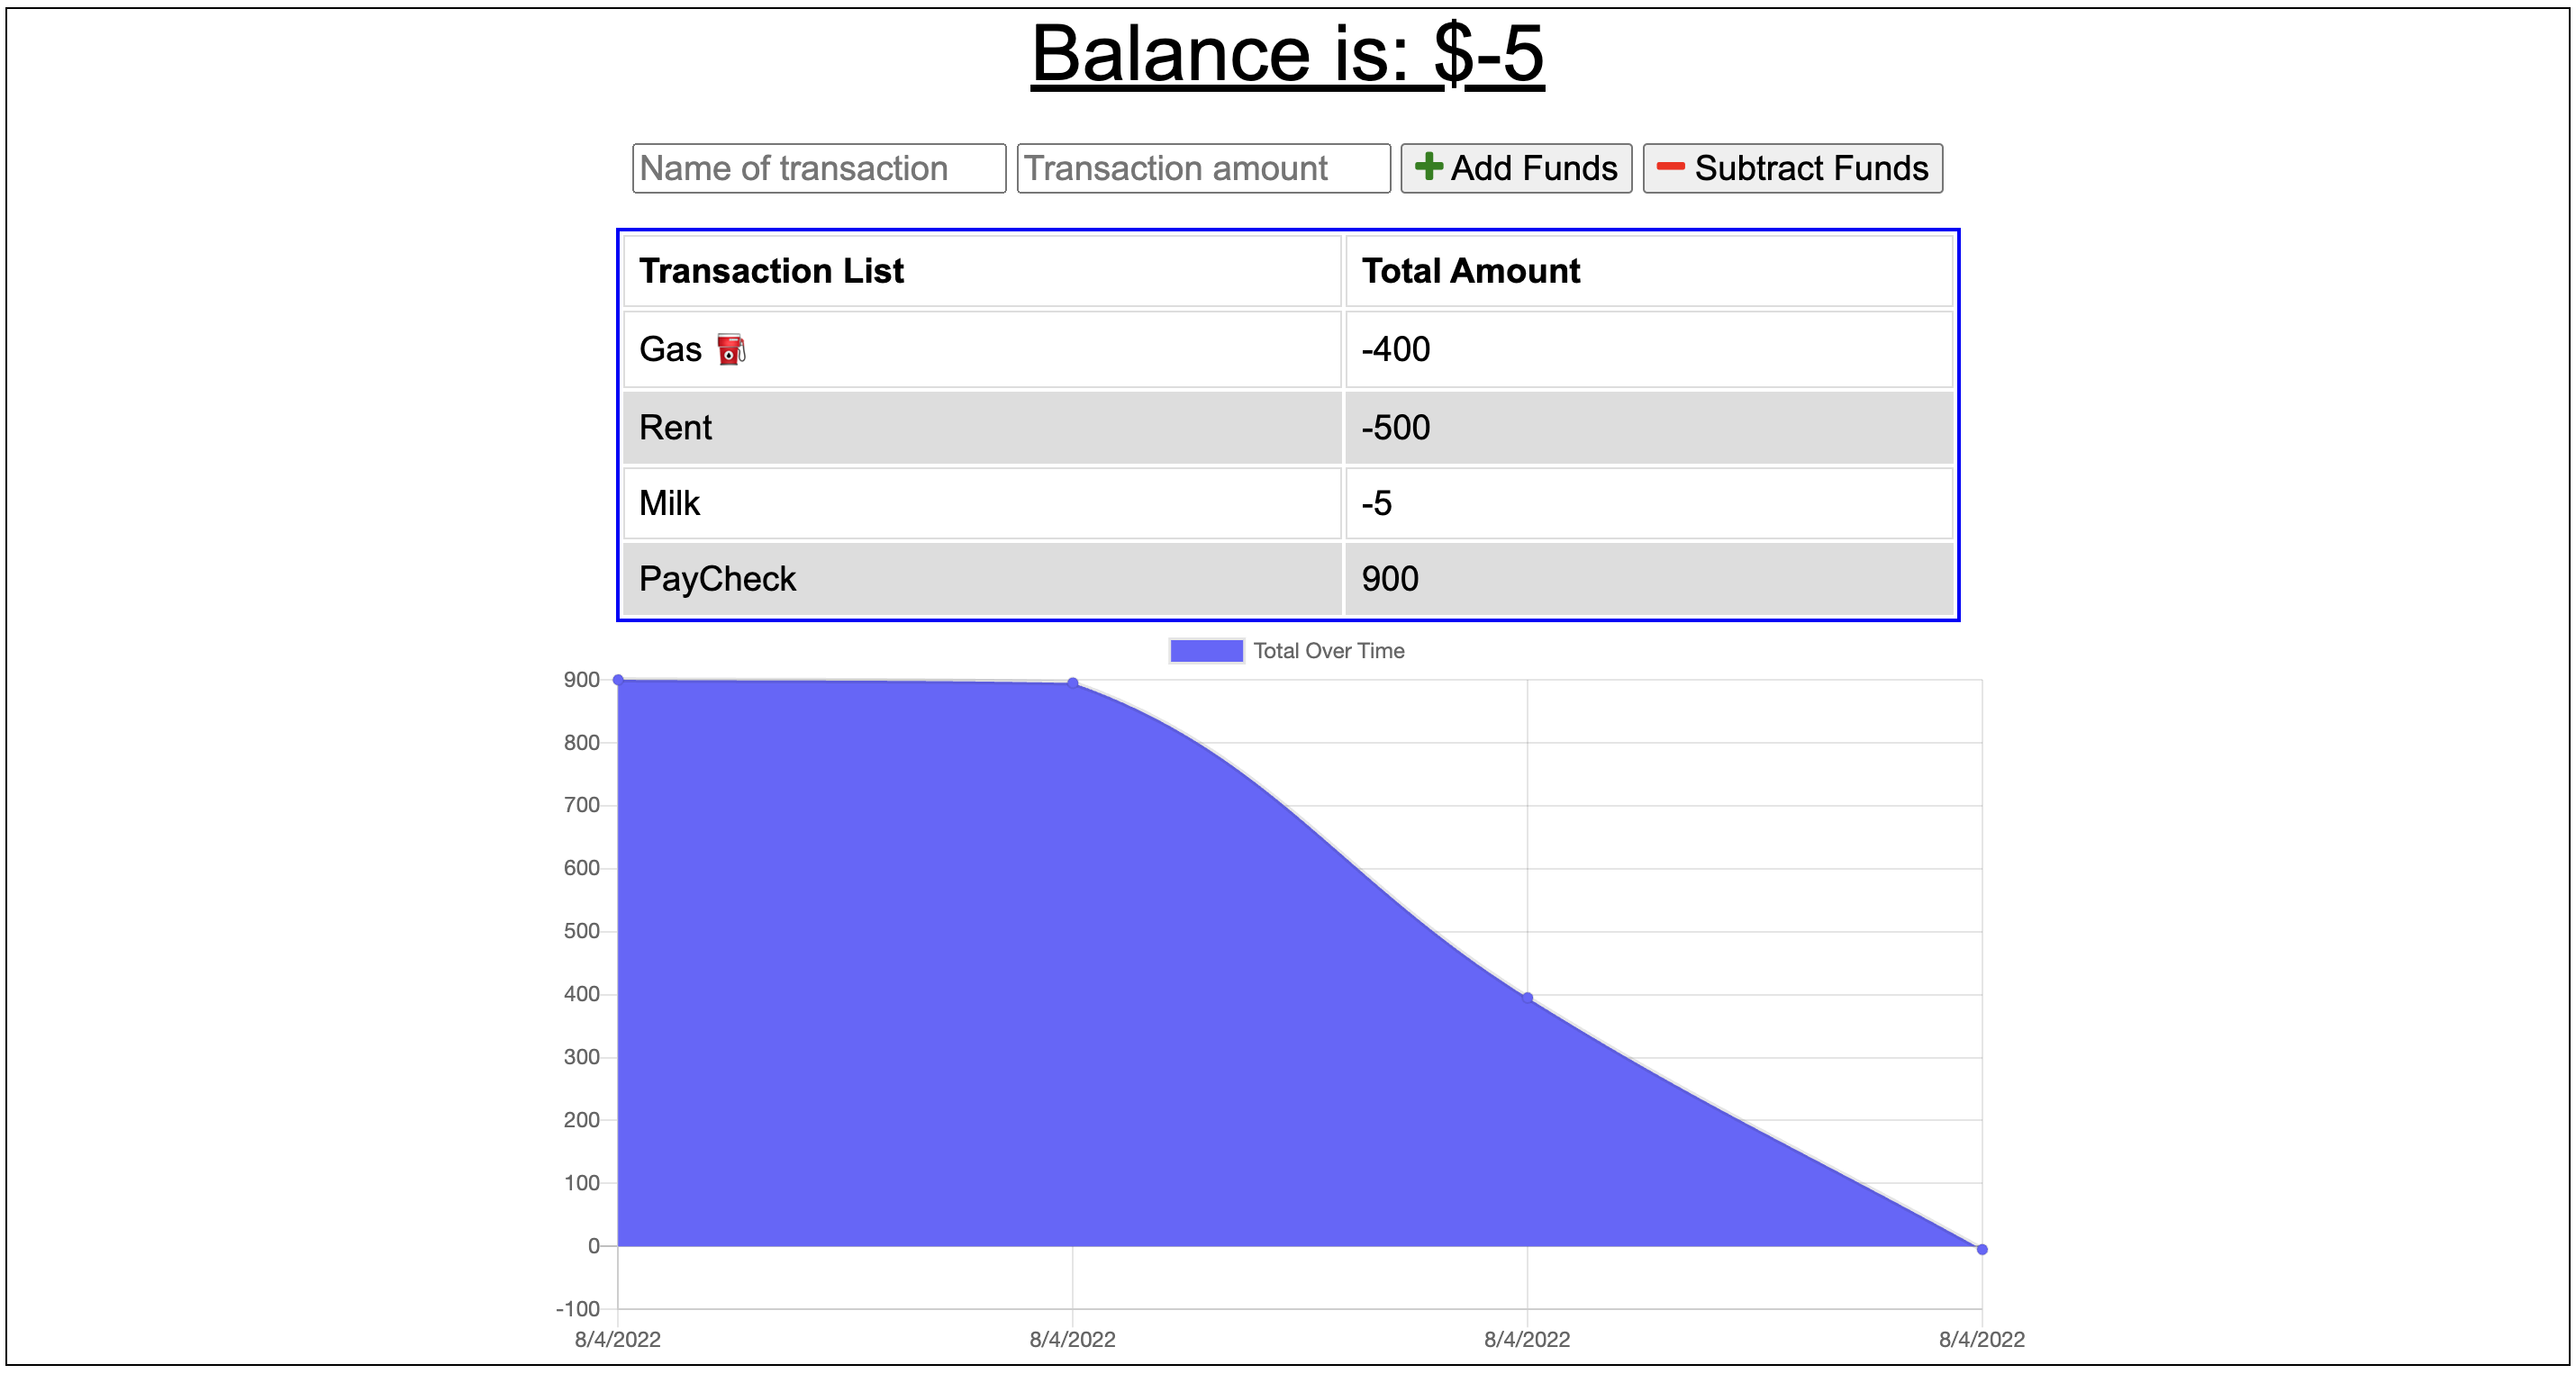 Balance is: $-5
Name of transaction Transaction amount Add Funds Subtract Funds
Transaction List Total Amount
Gas ⛽ -400
Rent -500
Milk -5
PayCheck 900
Total Over Time
900
800
700
600
500
400
300
200
100
0
-100
8/4/2022 8/4/2022 8/4/2022 8/4/2022